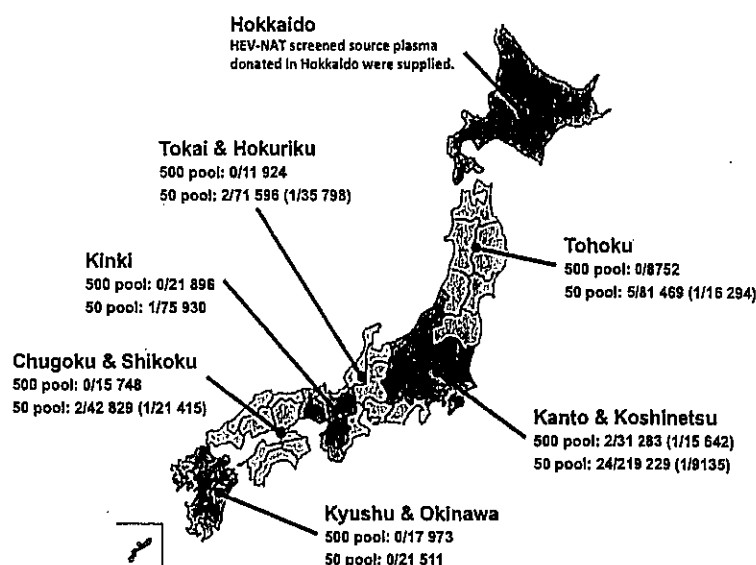 Hokkaido
HEV-NAT screened source plasma
donated in Hokkaido were supplied.
Tokai & Hokuriku
500 pool: 0/11 924
50 pool: 2/71 596 (1/35 798)
Tohoku
500 pool: 0/8752
50 pool: 5/81 469 (1/16 294)
Kinki
500 pool: 0/21 896
50 pool: 1/75 930
Chugoku & Shikoku
500 pool: 0/15 748
50 pool: 2/42 829 (1/21 415)
Kanto & Koshinetsu
500 pool: 2/31 283 (1/15 642)
50 pool: 24/219 229 (1/9135)
Kyushu & Okinawa
500 pool: 0/17 973
50 pool: 0/21 511